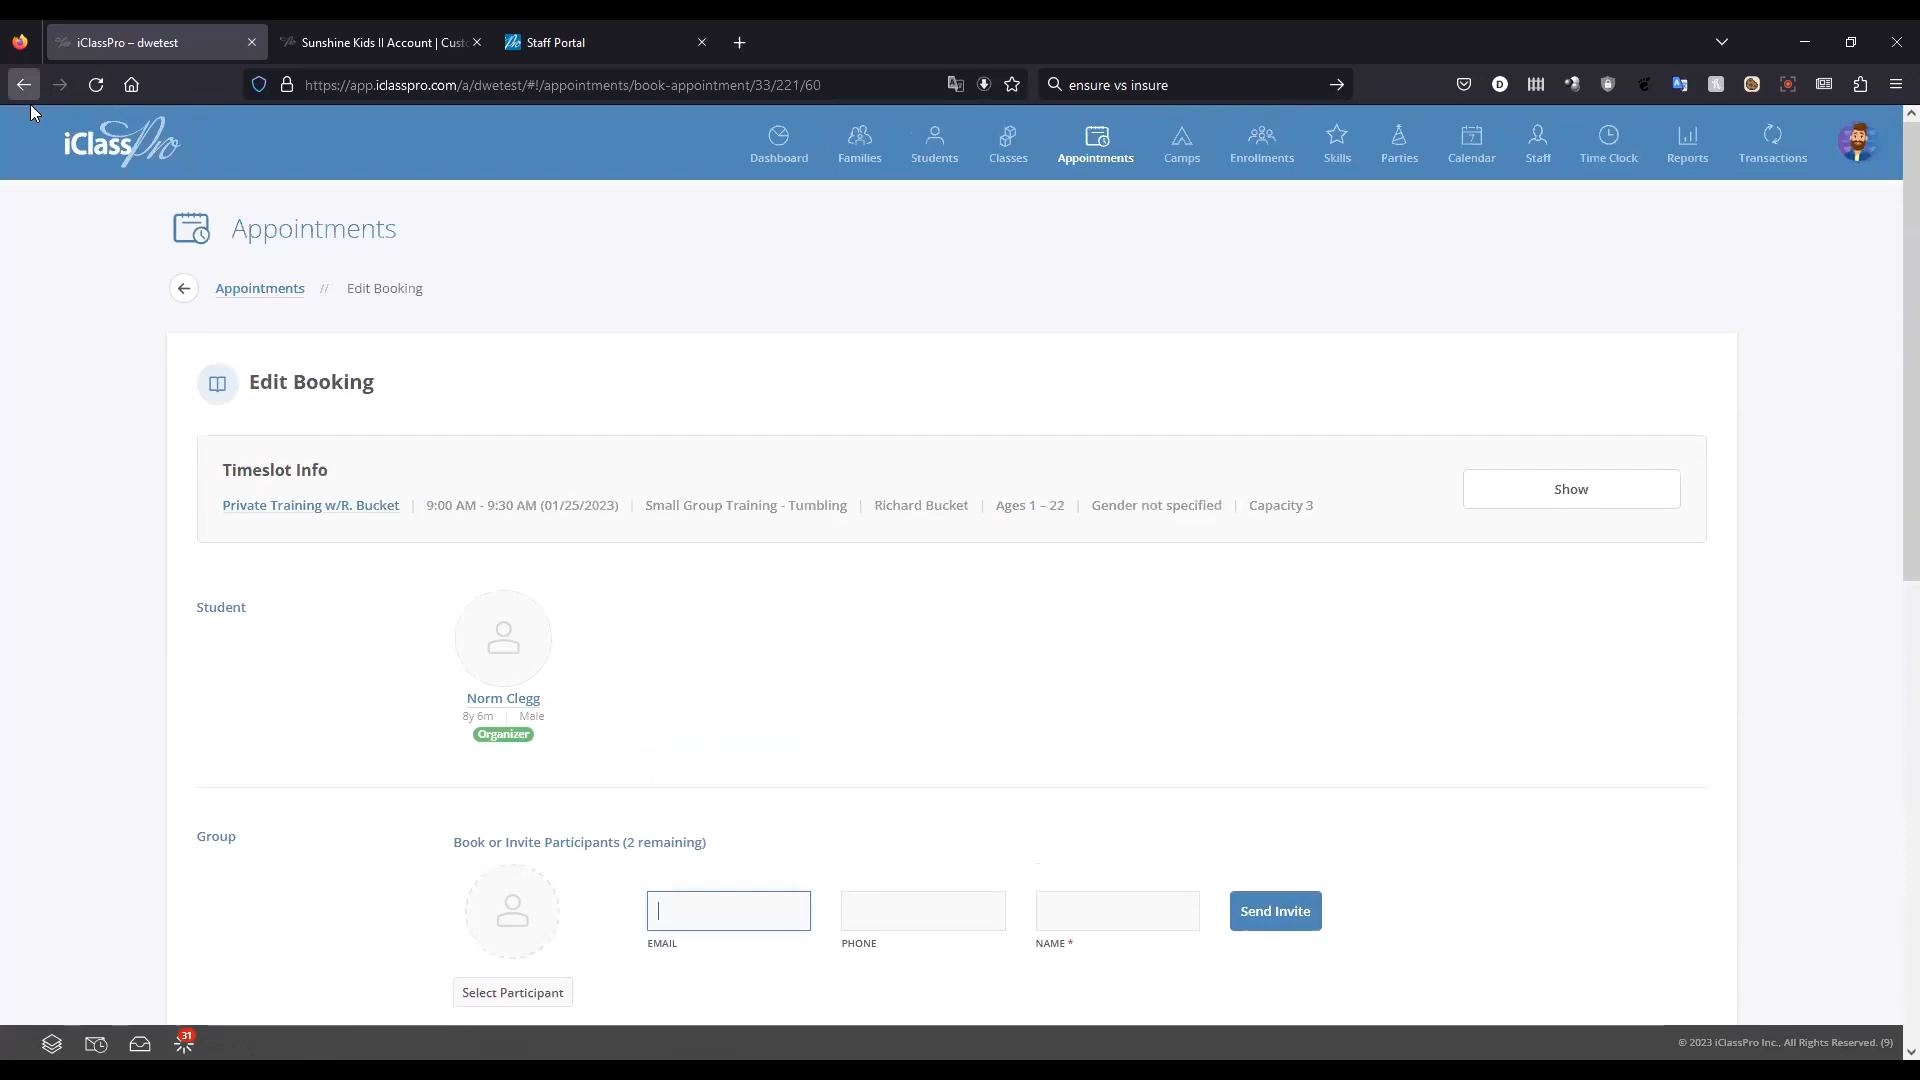 iClassPro – dwetest
Sunshine Kids II Account | Custo
Staff Portal
https://app.iclasspro.com/a/dwetest/#!/appointments/book-appointment/33/221/60
ensure vs insure
iClassPro
Dashboard
Families
Students
Classes
Appointments
Camps
Enrollments
Skills
Parties
Calendar
Staff
Time Clock
Reports
Transactions
Appointments
Appointments // Edit Booking
Edit Booking
Timeslot Info
Private Training w/R. Bucket | 9:00 AM - 9:30 AM (01/25/2023) | Small Group Training - Tumbling | Richard Bucket | Ages 1 – 22 | Gender not specified | Capacity 3
Show
Student
Norm Clegg
8y 6m | Male
Organizer
Group
Book or Invite Participants (2 remaining)
Send Invite
EMAIL
PHONE
NAME *
Select Participant
31
© 2023 iClassPro Inc., All Rights Reserved. (9)